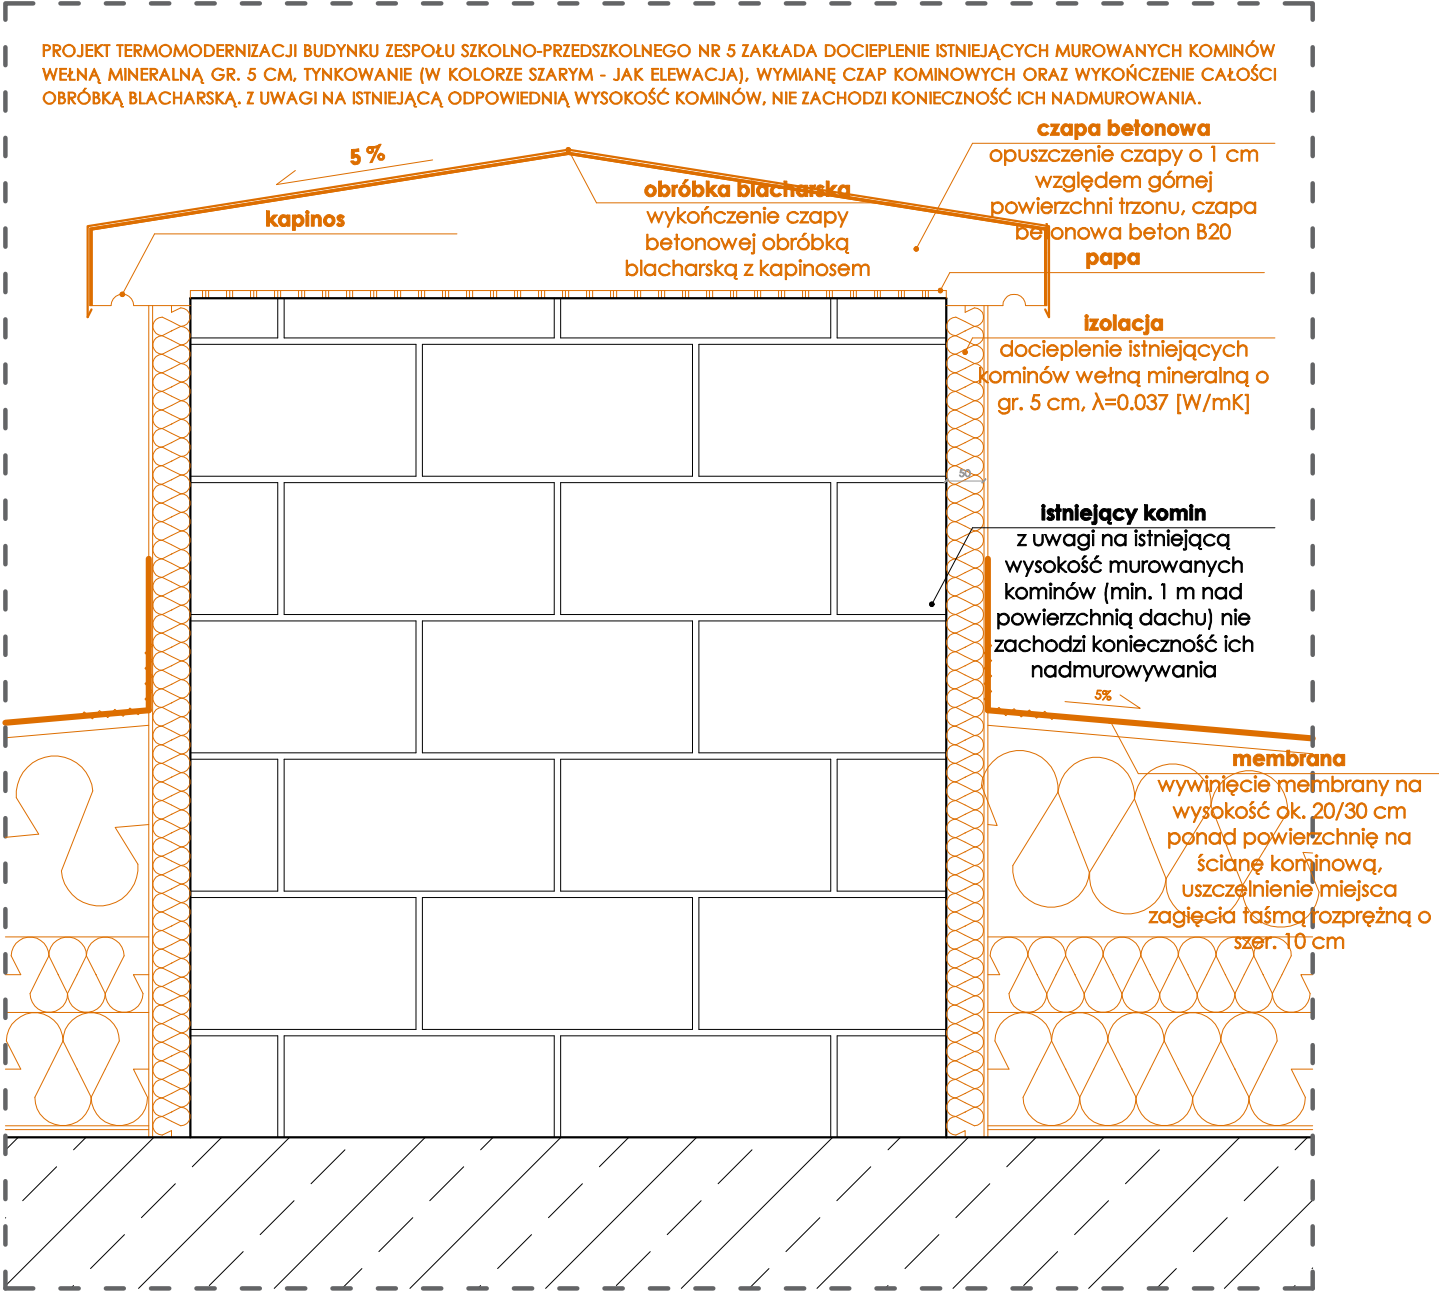 PROJEKT TERMOMODERNIZACJI BUDYNKU ZESPOŁU SZKOLNO-PRZEDSZKOLNEGO NR 5 ZAKŁADA DOCIEPLENIE ISTNIEJĄCYCH MUROWANYCH KOMINÓW
WEŁNĄ MINERALNĄ GR. 5 CM, TYNKOWANIE (W KOLORZE SZARYM - JAK ELEWACJA), WYMIANĘ CZAP KOMINOWYCH ORAZ WYKOŃCZENIE CAŁOŚCI
OBRÓBKĄ BLACHARSKĄ. Z UWAGI NA ISTNIEJĄCĄ ODPOWIEDNIĄ WYSOKOŚĆ KOMINÓW, NIE ZACHODZI KONIECZNOŚĆ ICH NADMUROWANIA.
5 %
kapinos
obróbka blacharska
wykończenie czapy
betonowej obróbką
blacharską z kapinosem
czapa betonowa
opuszczenie czapy o 1 cm
względem górnej
powierzchni trzonu, czapa
betonowa beton B20
papa
izolacja
docieplenie istniejących
kominów wełną mineralną o
gr. 5 cm, λ=0.037 [W/mK]
50
istniejący komin
z uwagi na istniejącą
wysokość murowanych
kominów (min. 1 m nad
powierzchnią dachu) nie
zachodzi konieczność ich
nadmurowywania
5%
membrana
wywinięcie membrany na
wysokość ok. 20/30 cm
ponad powierzchnię na
ścianę kominową,
uszczelnienie miejsca
zagięcia taśmą rozprężną o
szer. 10 cm